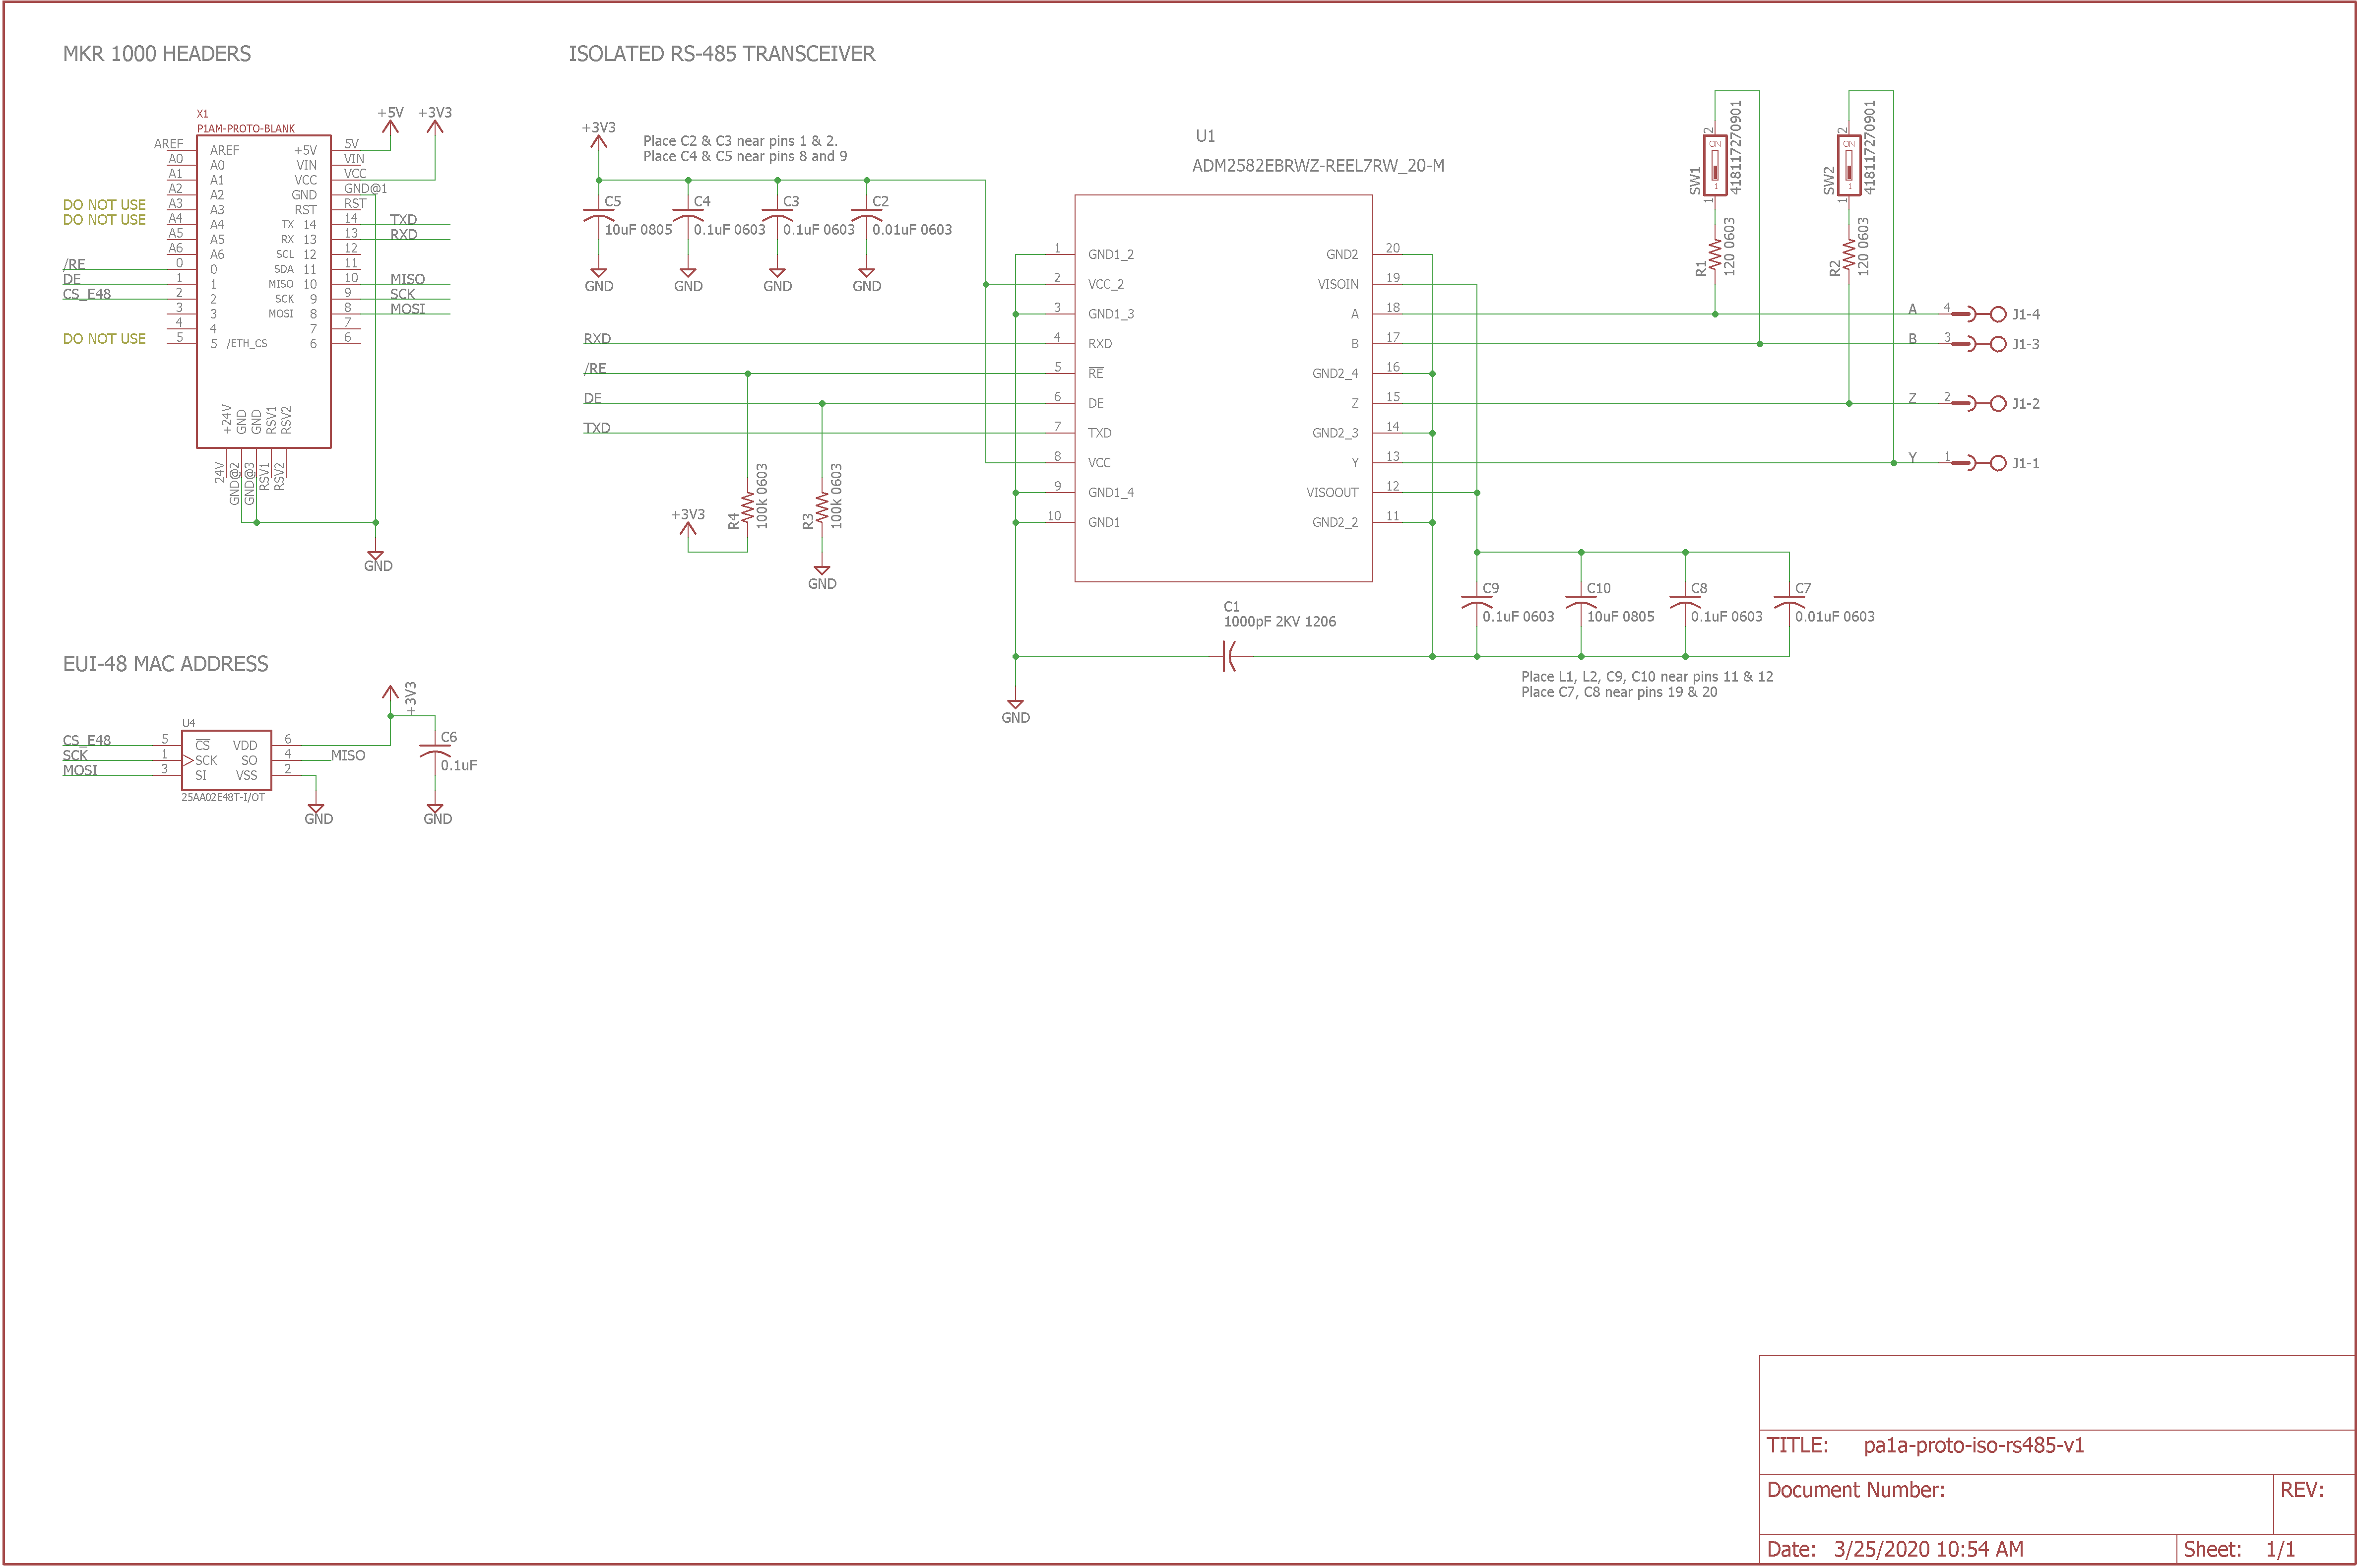 MKR 1000 HEADERS
X1
P1AM-PROTO-BLANK
+5V
+3V3
AREF
A0
A1
A2
A3
A4
A5
A6
0
1
2
3
4
5
DO NOT USE
DO NOT USE
/RE
DE
CS_E48
DO NOT USE
AREF
A0
A1
A2
A3
A4
A5
A6
0
1
2
3
4
5 /ETH_CS
+5V
VIN
VCC
GND
RST
TX 14
RX 13
SCL 12
SDA 11
MISO 10
SCK 9
MOSI 8
7
6
5V
VIN
VCC
GND@1
RST
14
13
12
11
10
9
8
7
6
TXD
RXD
MISO
SCK
MOSI
+24V
GND
GND
RSV1
RSV2
24V
GND@2
GND@3
RSV1
RSV2
GND
ISOLATED RS-485 TRANSCEIVER
+3V3
Place C2 & C3 near pins 1 & 2.
Place C4 & C5 near pins 8 and 9
C5
10uF 0805
C4
0.1uF 0603
C3
0.1uF 0603
C2
0.01uF 0603
GND
GND
GND
GND
RXD
/RE
DE
TXD
+3V3
R4
100k 0603
R3
100k 0603
GND
U1
ADM2582EBRWZ-REEL7RW_20-M
1
2
3
4
5
6
7
8
9
10
GND1_2
VCC_2
GND1_3
RXD
RE
DE
TXD
VCC
GND1_4
GND1
GND2
VISOIN
A
B
GND2_4
Z
GND2_3
Y
VISOOUT
GND2_2
20
19
18
17
16
15
14
13
12
11
SW1
2
ON
1
1
418117270901
R1
120 0603
SW2
2
ON
1
1
418117270901
R2
120 0603
A 4 J1-4
B 3 J1-3
Z 2 J1-2
Y 1 J1-1
C1
1000pF 2KV 1206
GND
C9
0.1uF 0603
C10
10uF 0805
C8
0.1uF 0603
C7
0.01uF 0603
Place L1, L2, C9, C10 near pins 11 & 12
Place C7, C8 near pins 19 & 20
EUI-48 MAC ADDRESS
+3V3
U4
CS_E48
SCK
MOSI
5
1
3
CS
SCK
SI
VDD
SO
VSS
6
4
2
MISO
25AA02E48T-I/OT
C6
0.1uF
GND
GND
TITLE: pa1a-proto-iso-rs485-v1
Document Number:
REV:
Date: 3/25/2020 10:54 AM
Sheet: 1/1